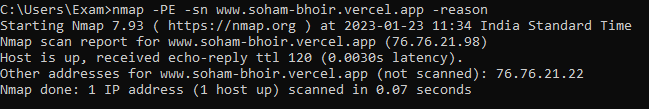 C:\Users\Exam>nmap -PE -sn www.soham-bhoir.vercel.app -reason
Starting Nmap 7.93 ( https://nmap.org ) at 2023-01-23 11:34 India Standard Time
Nmap scan report for www.soham-bhoir.vercel.app (76.76.21.98)
Host is up, received echo-reply ttl 120 (0.0030s latency).
Other addresses for www.soham-bhoir.vercel.app (not scanned): 76.76.21.22
Nmap done: 1 IP address (1 host up) scanned in 0.07 seconds